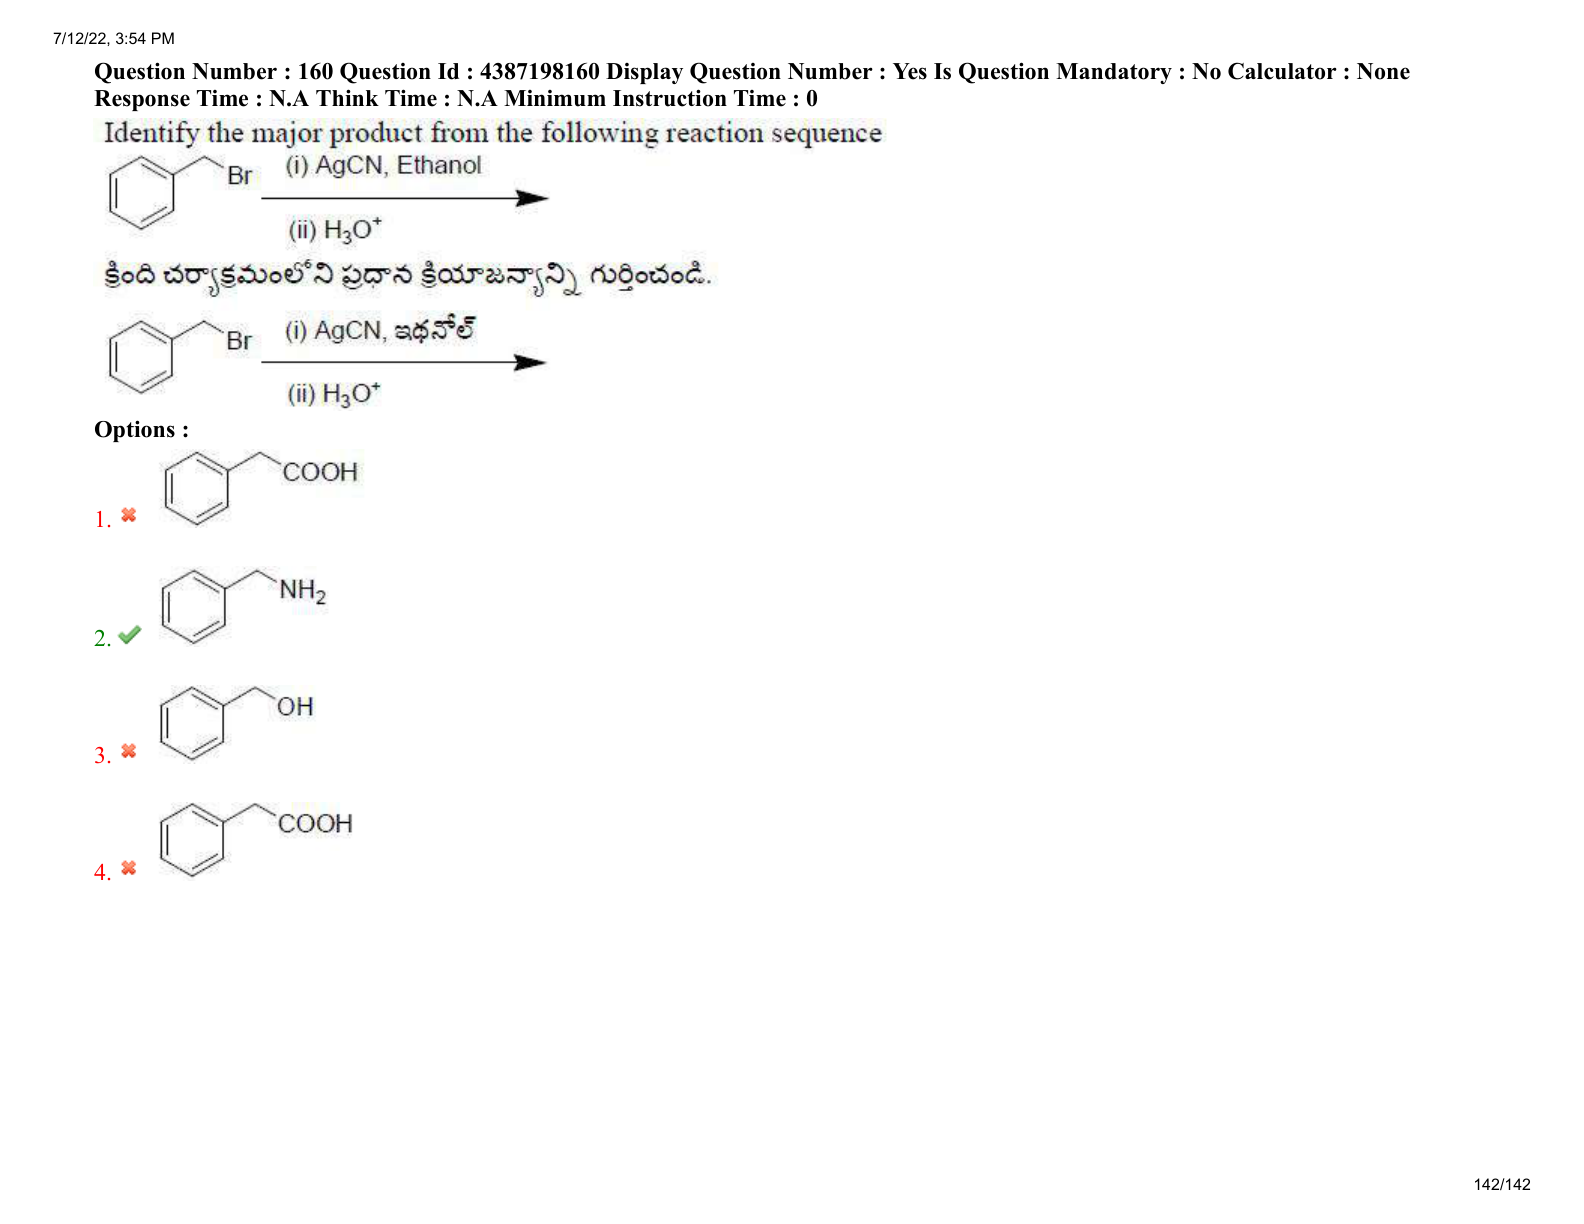 7/12/22, 3:54 PM
Question Number : 160 Question Id : 4387198160 Display Question Number : Yes Is Question Mandatory : No Calculator : None
Response Time : N.A Think Time : N.A Minimum Instruction Time : 0
Identify the major product from the following reaction sequence
Br (i) AgCN, Ethanol
(ii) H₃O⁺
క్రింది చర్యాక్రమంలోని ప్రధాన క్రియాజన్యాన్ని గుర్తించండి.
Br (i) AgCN, ఇథనోల్
(ii) H₃O⁺
Options :
COOH
1.
NH₂
2.
OH
3.
COOH
4.
142/142